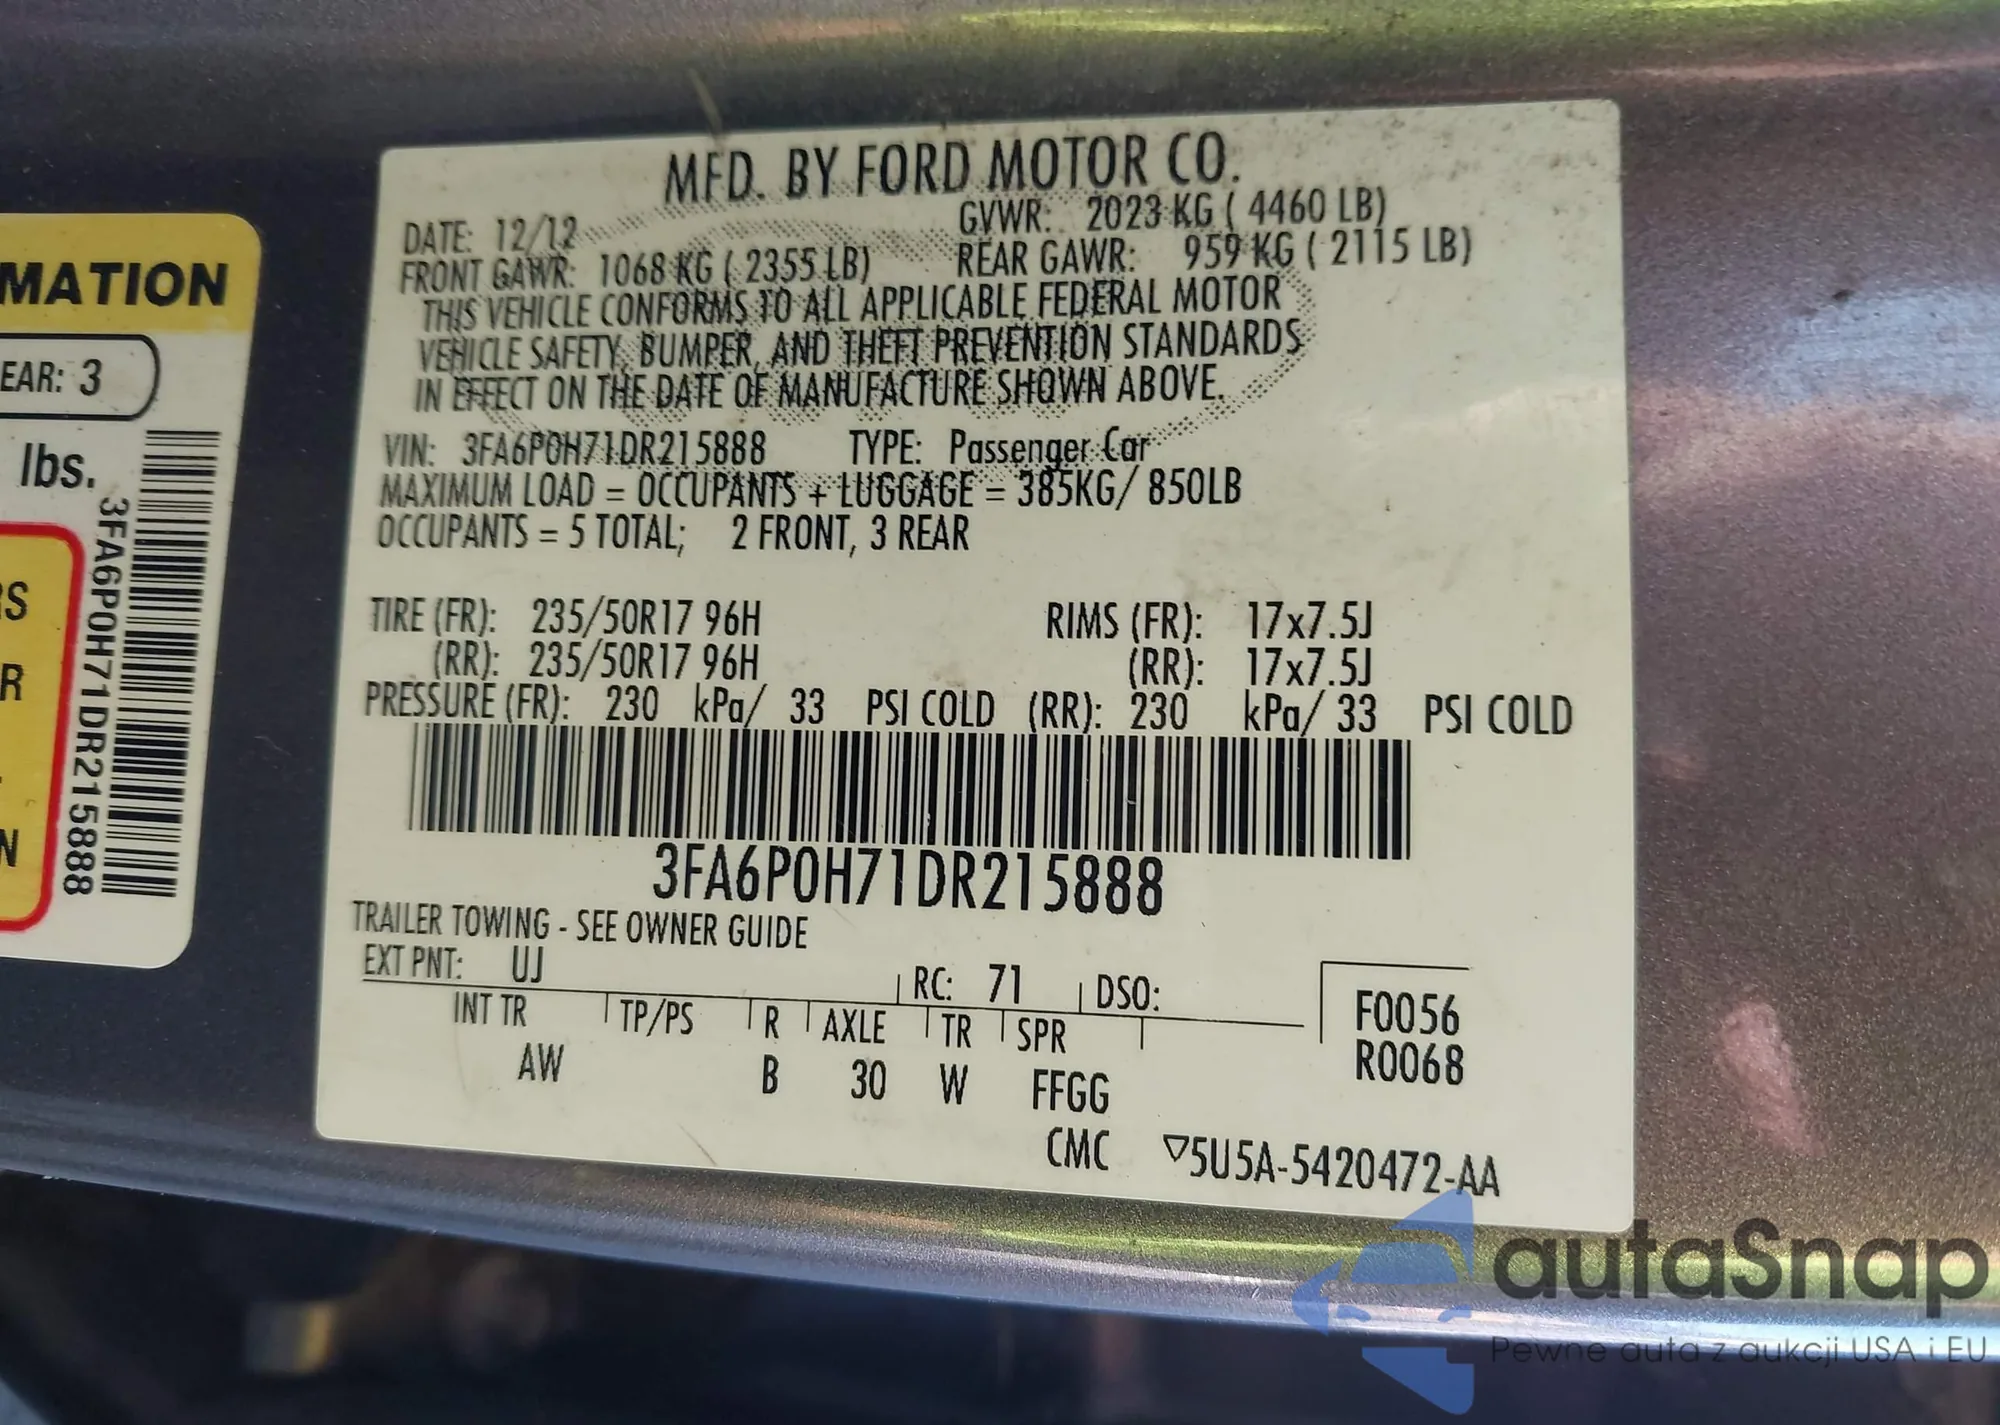 MATION
EAR: 3
lbs.
RS
R
N
3FA6P0H71DR215888
MFD. BY FORD MOTOR CO.
DATE: 12/12 GVWR: 2023 KG ( 4460 LB)
FRONT GAWR: 1068 KG ( 2355 LB) REAR GAWR: 959 KG ( 2115 LB)
THIS VEHICLE CONFORMS TO ALL APPLICABLE FEDERAL MOTOR
VEHICLE SAFETY, BUMPER, AND THEFT PREVENTION STANDARDS
IN EFFECT ON THE DATE OF MANUFACTURE SHOWN ABOVE.
VIN: 3FA6P0H71DR215888 TYPE: Passenger Car
MAXIMUM LOAD = OCCUPANTS + LUGGAGE = 385KG/ 850LB
OCCUPANTS = 5 TOTAL; 2 FRONT, 3 REAR
TIRE (FR): 235/50R17 96H RIMS (FR): 17x7.5J
(RR): 235/50R17 96H (RR): 17x7.5J
PRESSURE (FR): 230 kPa/ 33 PSI COLD (RR): 230 kPa/ 33 PSI COLD
3FA6P0H71DR215888
TRAILER TOWING - SEE OWNER GUIDE
EXT PNT: UJ RC: 71 DSO:
INT TR TP/PS R AXLE TR SPR
AW B 30 W FFGG
F0056
R0068
CMC ▽5U5A-5420472-AA
autaSnap
Pewne auta z aukcji USA i EU